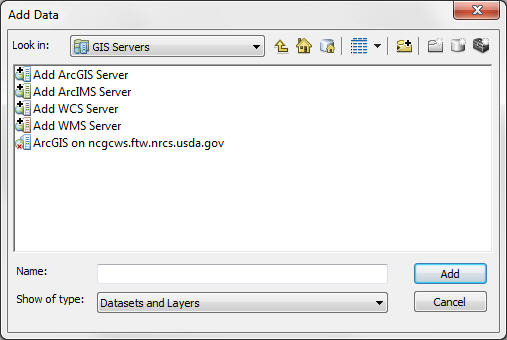 Add Data
Look in: GIS Servers
Add ArcGIS Server
Add ArcIMS Server
Add WCS Server
Add WMS Server
ArcGIS on ncgcws.ftw.nrcs.usda.gov
Name: Add
Show of type: Datasets and Layers Cancel